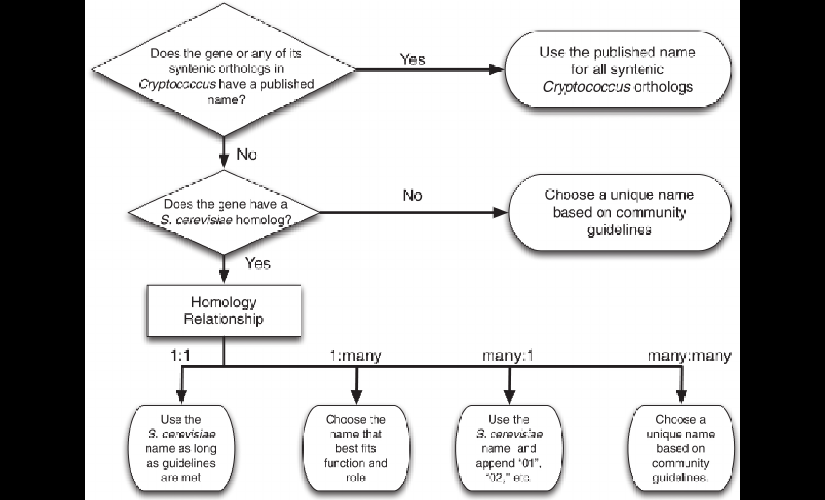 Does the gene or any of its
syntenic orthologs in
Cryptococcus have a published
name?
Yes
Use the published name
for all syntenic
Cryptococcus orthologs
No
Does the gene have a
S. cerevisiae homolog?
No
Choose a unique name
based on community
guidelines
Yes
Homology
Relationship
1:1
1:many
many:1
many:many
Use the
S. cerevisiae
name as long
as guidelines
are met
Choose the
name that
best fits
function and
role
Use the
S. cerevisiae
name and
append "01",
"02," etc.
Choose a
unique name
based on
community
guidelines.